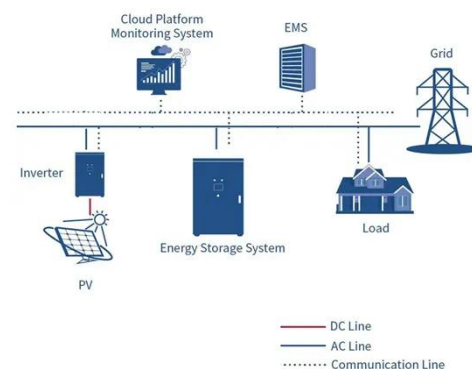 Cloud Platform
Monitoring System
EMS
Grid
Inverter
Energy Storage System
Load
PV
DC Line
AC Line
Communication Line